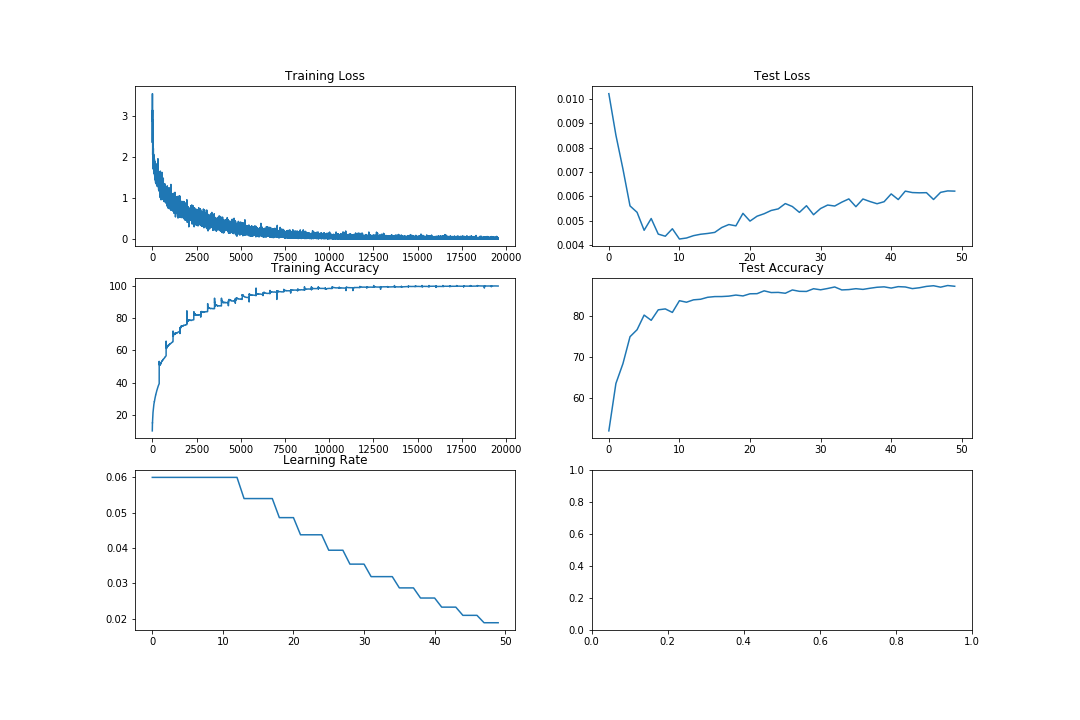 Training Loss
3
2
1
0
0 2500 5000 7500 10000 12500 15000 17500 20000
Test Loss
0.010
0.009
0.008
0.007
0.006
0.005
0.004
0 10 20 30 40 50
Training Accuracy
100
80
60
40
20
0 2500 5000 7500 10000 12500 15000 17500 20000
Test Accuracy
80
70
60
0 10 20 30 40 50
Learning Rate
0.06
0.05
0.04
0.03
0.02
0 10 20 30 40 50
1.0
0.8
0.6
0.4
0.2
0.0
0.0 0.2 0.4 0.6 0.8 1.0